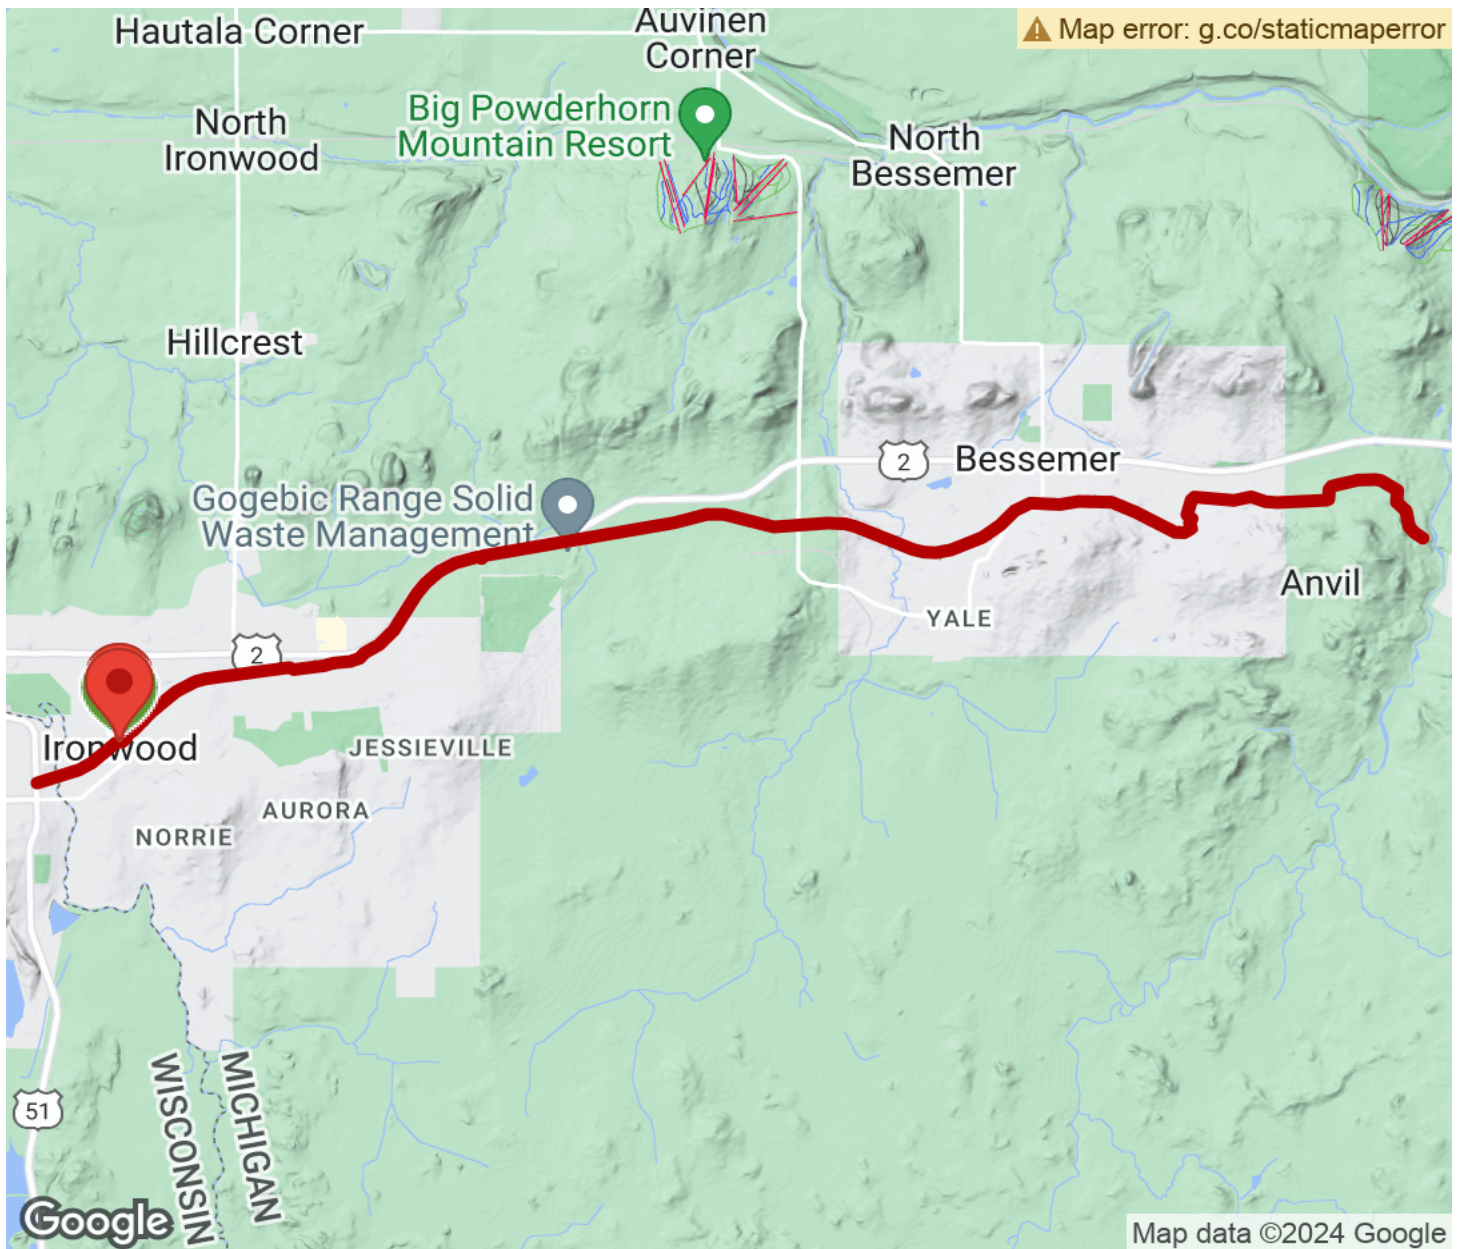 Hautala Corner
Auvinen
Corner
Map error: g.co/staticmaperror
Big Powderhorn
Mountain Resort
North
Ironwood
North
Bessemer
Hillcrest
2
Bessemer
Gogebic Range Solid
Waste Management
Anvil
YALE
2
Ironwood
JESSIEVILLE
AURORA
NORRIE
51
WISCONSIN
MICHIGAN
Google
Map data ©2024 Google